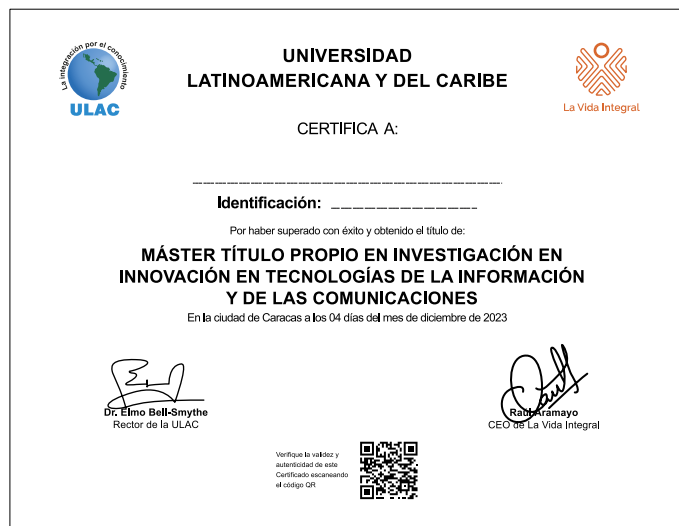 La integración por el conocimiento
ULAC
UNIVERSIDAD
LATINOAMERICANA Y DEL CARIBE
La Vida Integral
CERTIFICA A:
Identificación:
Por haber superado con éxito y obtenido el título de:
MÁSTER TÍTULO PROPIO EN INVESTIGACIÓN EN
INNOVACIÓN EN TECNOLOGÍAS DE LA INFORMACIÓN
Y DE LAS COMUNICACIONES
En la ciudad de Caracas a los 04 días del mes de diciembre de 2023
Dr. Elmo Bell-Smythe
Rector de la ULAC
Raúl Aramayo
CEO de La Vida Integral
Verifique la validez y
autenticidad de este
Certificado escaneando
el código QR